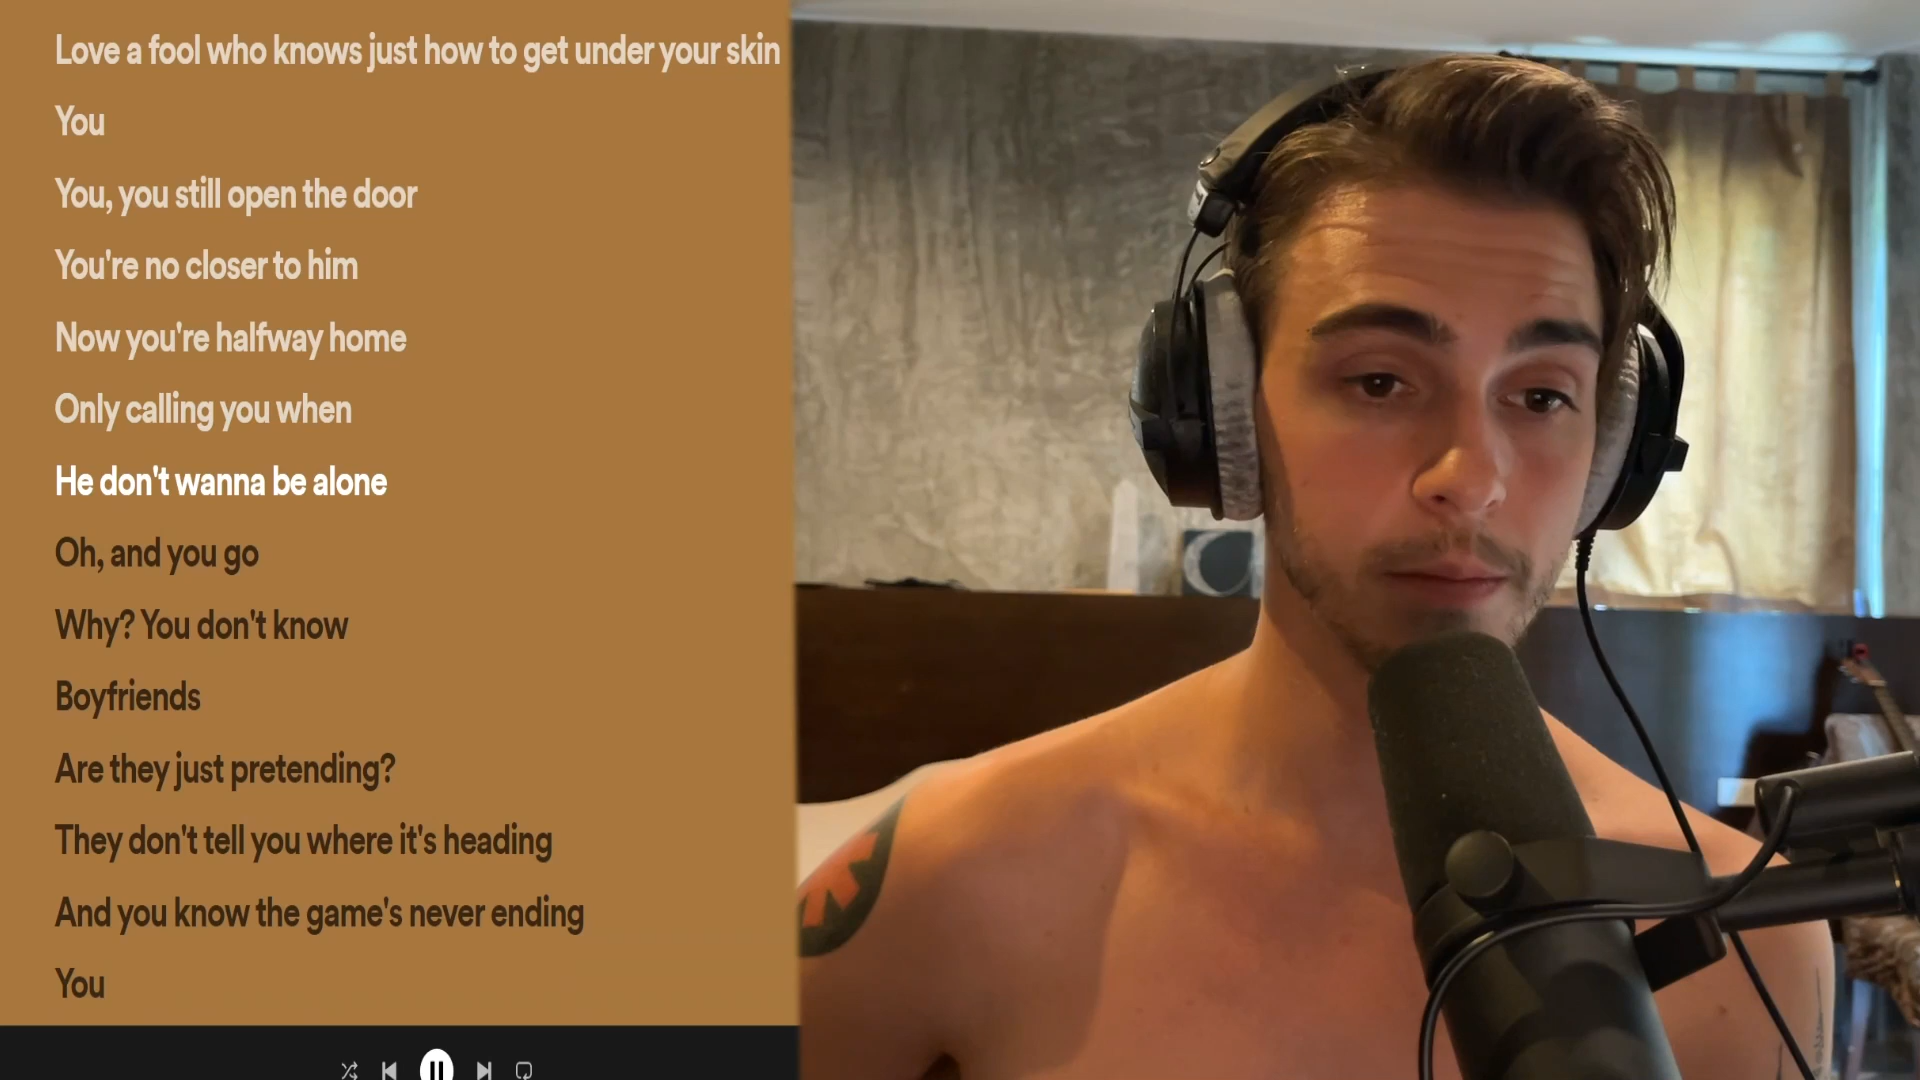 Love a fool who knows just how to get under your skin
You
You, you still open the door
You're no closer to him
Now you're halfway home
Only calling you when
He don't wanna be alone
Oh, and you go
Why? You don't know
Boyfriends
Are they just pretending?
They don't tell you where it's heading
And you know the game's never ending
You